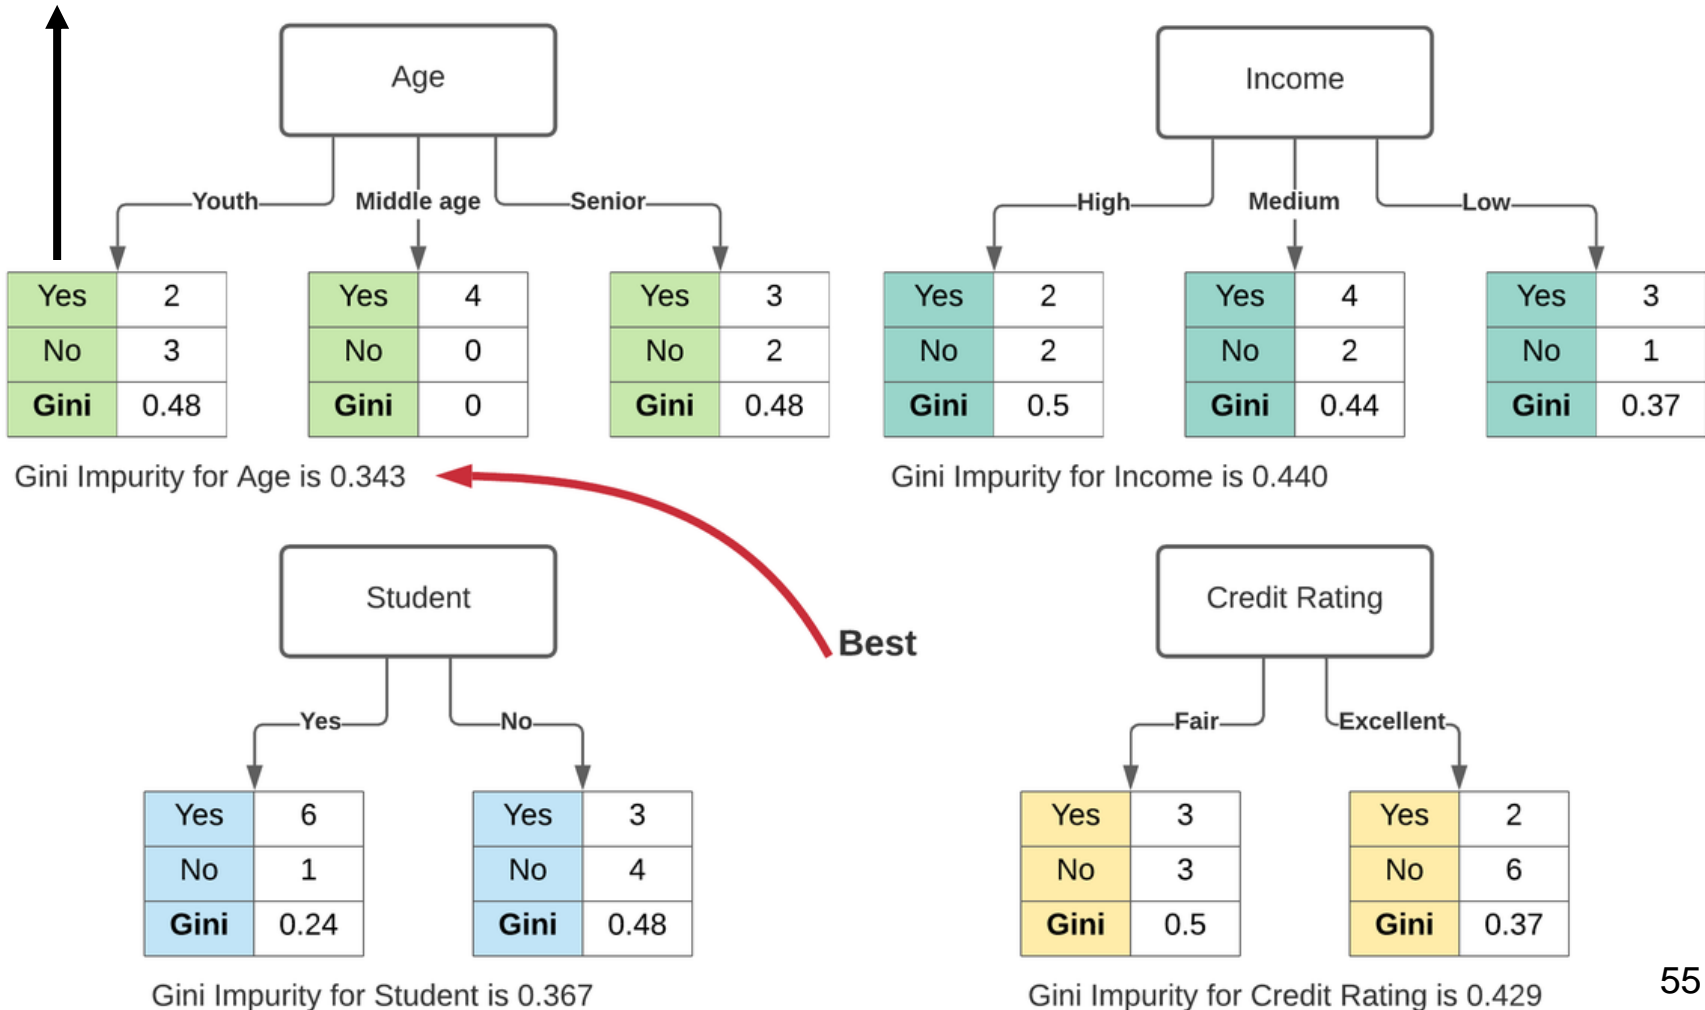 Age
Youth Middle age Senior
Yes 2
No 3
Gini 0.48
Yes 4
No 0
Gini 0
Yes 3
No 2
Gini 0.48
Gini Impurity for Age is 0.343
Income
High Medium Low
Yes 2
No 2
Gini 0.5
Yes 4
No 2
Gini 0.44
Yes 3
No 1
Gini 0.37
Gini Impurity for Income is 0.440
Best
Student
Yes No
Yes 6
No 1
Gini 0.24
Yes 3
No 4
Gini 0.48
Gini Impurity for Student is 0.367
Credit Rating
Fair Excellent
Yes 3
No 3
Gini 0.5
Yes 2
No 6
Gini 0.37
Gini Impurity for Credit Rating is 0.429
55